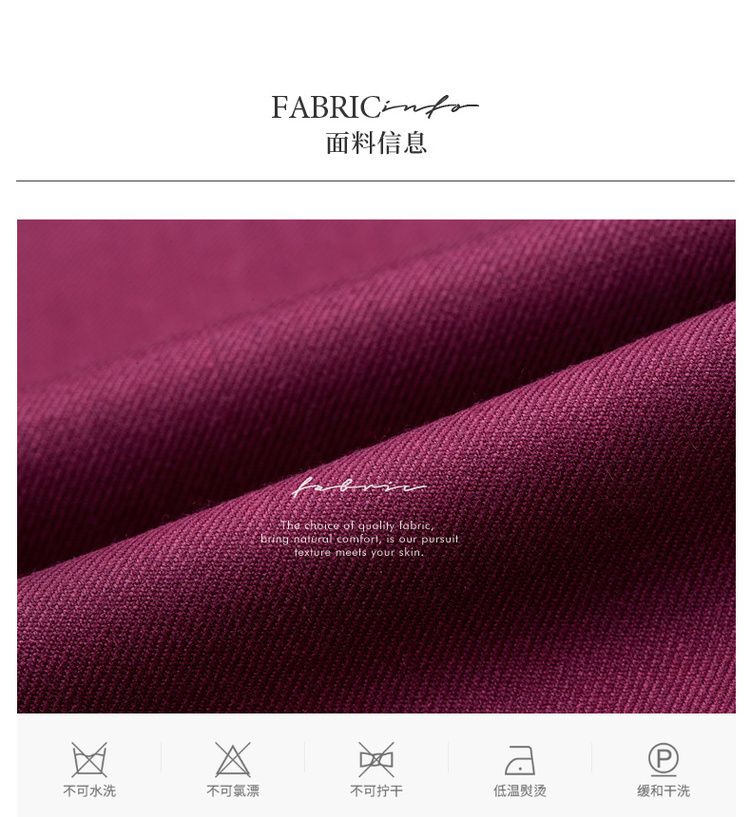 FABRIC info
面料信息
fabric
The choice of quality fabric,
bring natural comfort, is our pursuit
texture meets your skin.
P
不可水洗
不可氯漂
不可拧干
低温熨烫
缓和干洗